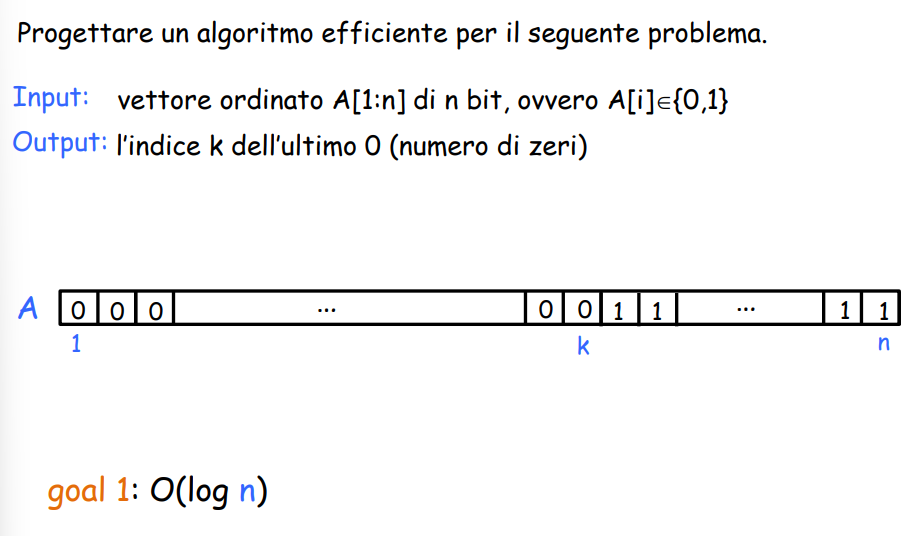 Progettare un algoritmo efficiente per il seguente problema.
Input: vettore ordinato A[1:n] di n bit, ovvero A[i]∈{0,1}
Output: l'indice k dell'ultimo 0 (numero di zeri)
A 0 0 0 ... 0 0 1 1 ... 1 1
1 k n
goal 1: O(log n)